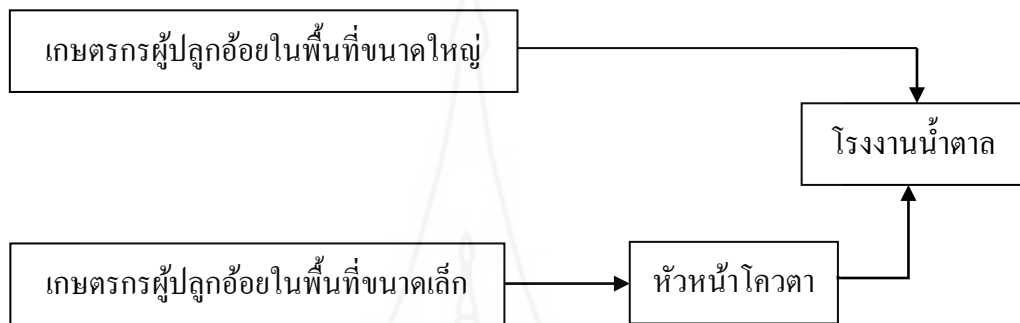 เกษตรกรผู้ปลูกอ้อยในพื้นที่ขนาดใหญ่
โรงงานน้ำตาล
เกษตรกรผู้ปลูกอ้อยในพื้นที่ขนาดเล็ก
หัวหน้าโควตา